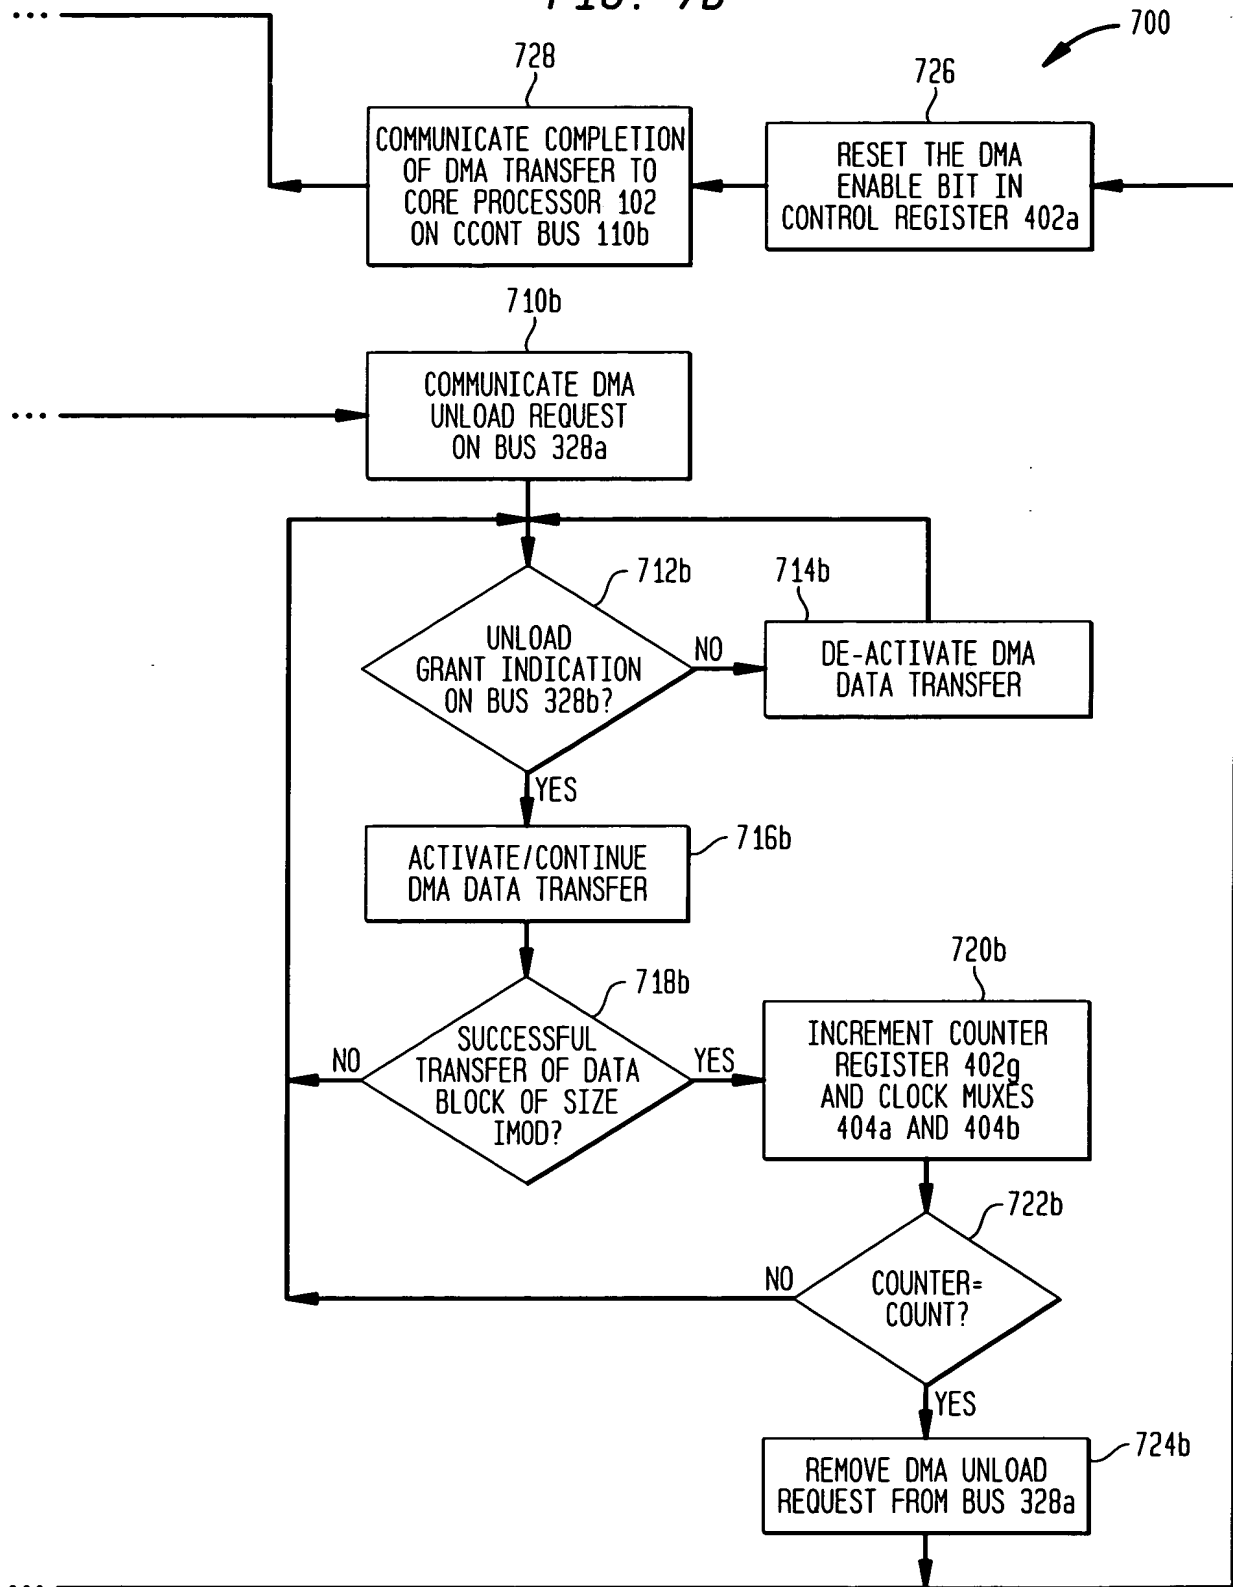 FIG. 7b
700
728
726
COMMUNICATE COMPLETION
OF DMA TRANSFER TO
CORE PROCESSOR 102
ON CCONT BUS 110b
RESET THE DMA
ENABLE BIT IN
CONTROL REGISTER 402a
...
710b
COMMUNICATE DMA
UNLOAD REQUEST
ON BUS 328a
...
712b
UNLOAD
GRANT INDICATION
ON BUS 328b?
NO
714b
DE-ACTIVATE DMA
DATA TRANSFER
YES
716b
ACTIVATE/CONTINUE
DMA DATA TRANSFER
718b
SUCCESSFUL
TRANSFER OF DATA
BLOCK OF SIZE
IMOD?
NO
YES
720b
INCREMENT COUNTER
REGISTER 402g
AND CLOCK MUXES
404a AND 404b
722b
COUNTER=
COUNT?
NO
YES
724b
REMOVE DMA UNLOAD
REQUEST FROM BUS 328a
...